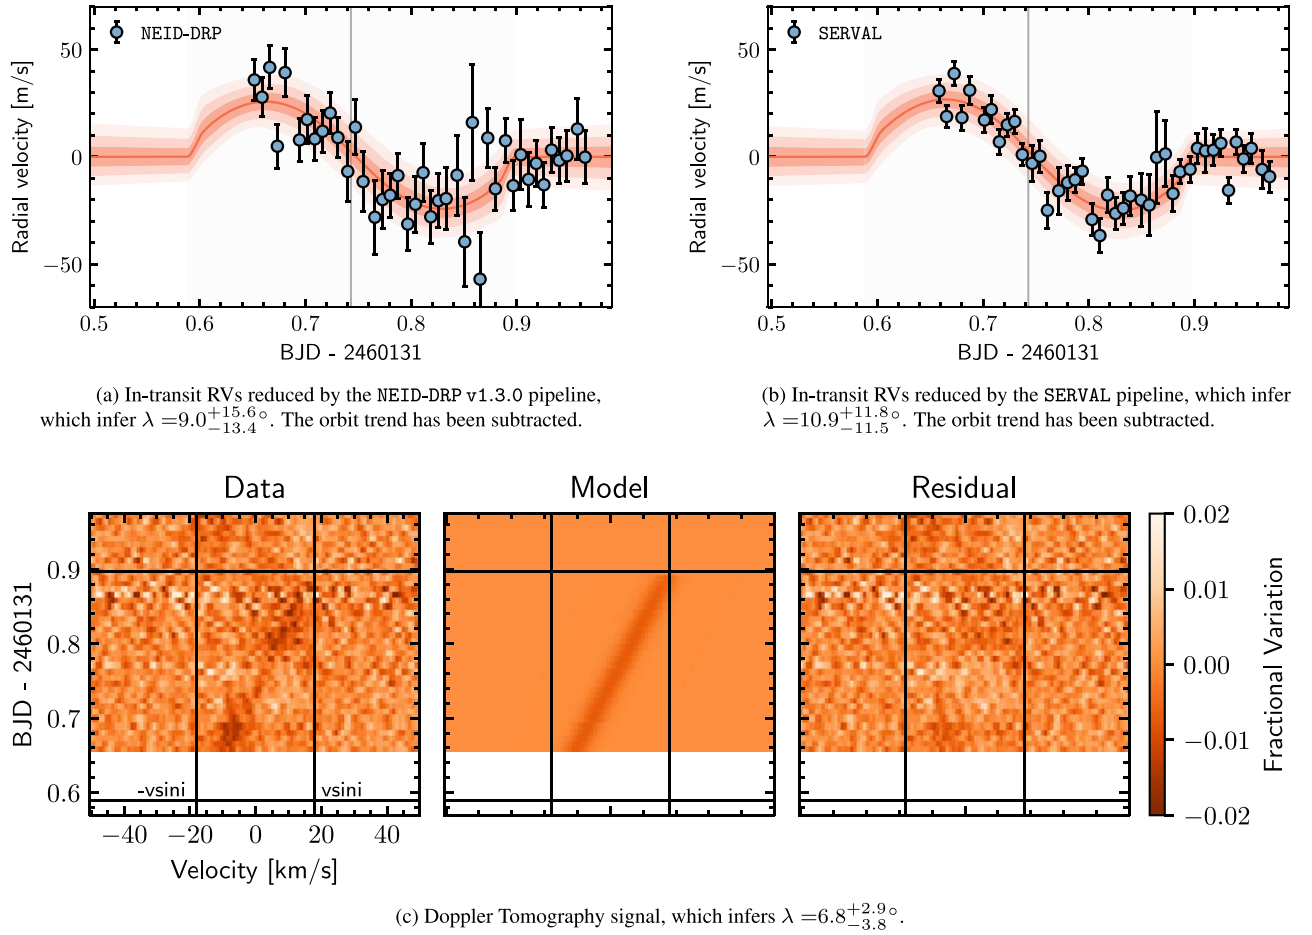 NEID-DRP
SERVAL
Radial velocity [m/s]
50
0
−50
0.5 0.6 0.7 0.8 0.9
BJD - 2460131
Radial velocity [m/s]
50
0
−50
0.5 0.6 0.7 0.8 0.9
BJD - 2460131
(a) In-transit RVs reduced by the NEID-DRP v1.3.0 pipeline,
which infer λ =9.0+15.6−13.4°. The orbit trend has been subtracted.
(b) In-transit RVs reduced by the SERVAL pipeline, which infer
λ =10.9+11.8−11.5°. The orbit trend has been subtracted.
Data
Model
Residual
BJD - 2460131
0.9
0.8
0.7
0.6
-vsini
vsini
−40 −20 0 20 40
Velocity [km/s]
0.02
0.01
0.00
−0.01
−0.02
Fractional Variation
(c) Doppler Tomography signal, which infers λ =6.8+2.9−3.8°.